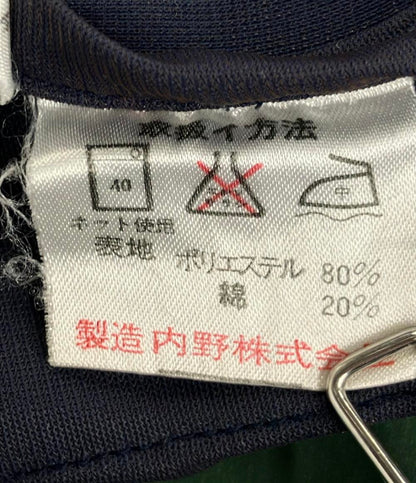 取扱イ方法
40
中
ネット使用
表地 ポリエステル 80%
綿 20%
製造内野株式会